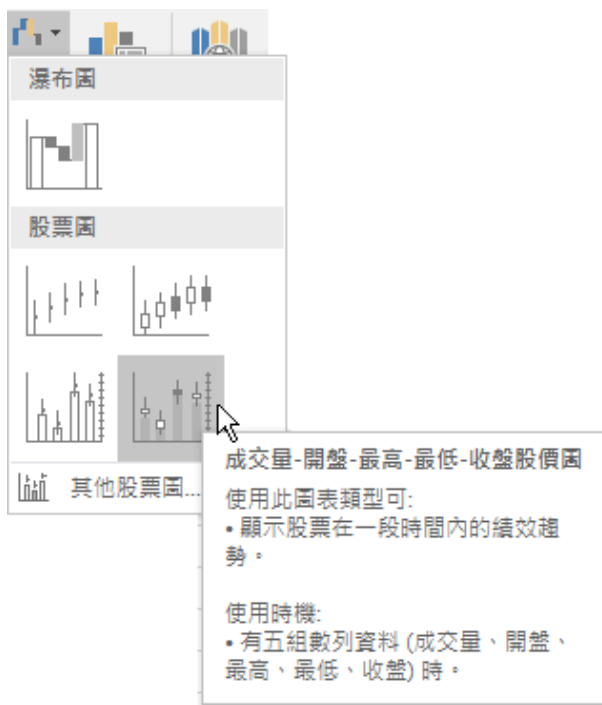 瀑布圖
股票圖
其他股票圖...
成交量-開盤-最高-最低-收盤股價圖
使用此圖表類型可:
• 顯示股票在一段時間內的績效趨
勢。
使用時機:
• 有五組數列資料 (成交量、開盤、
最高、最低、收盤) 時。